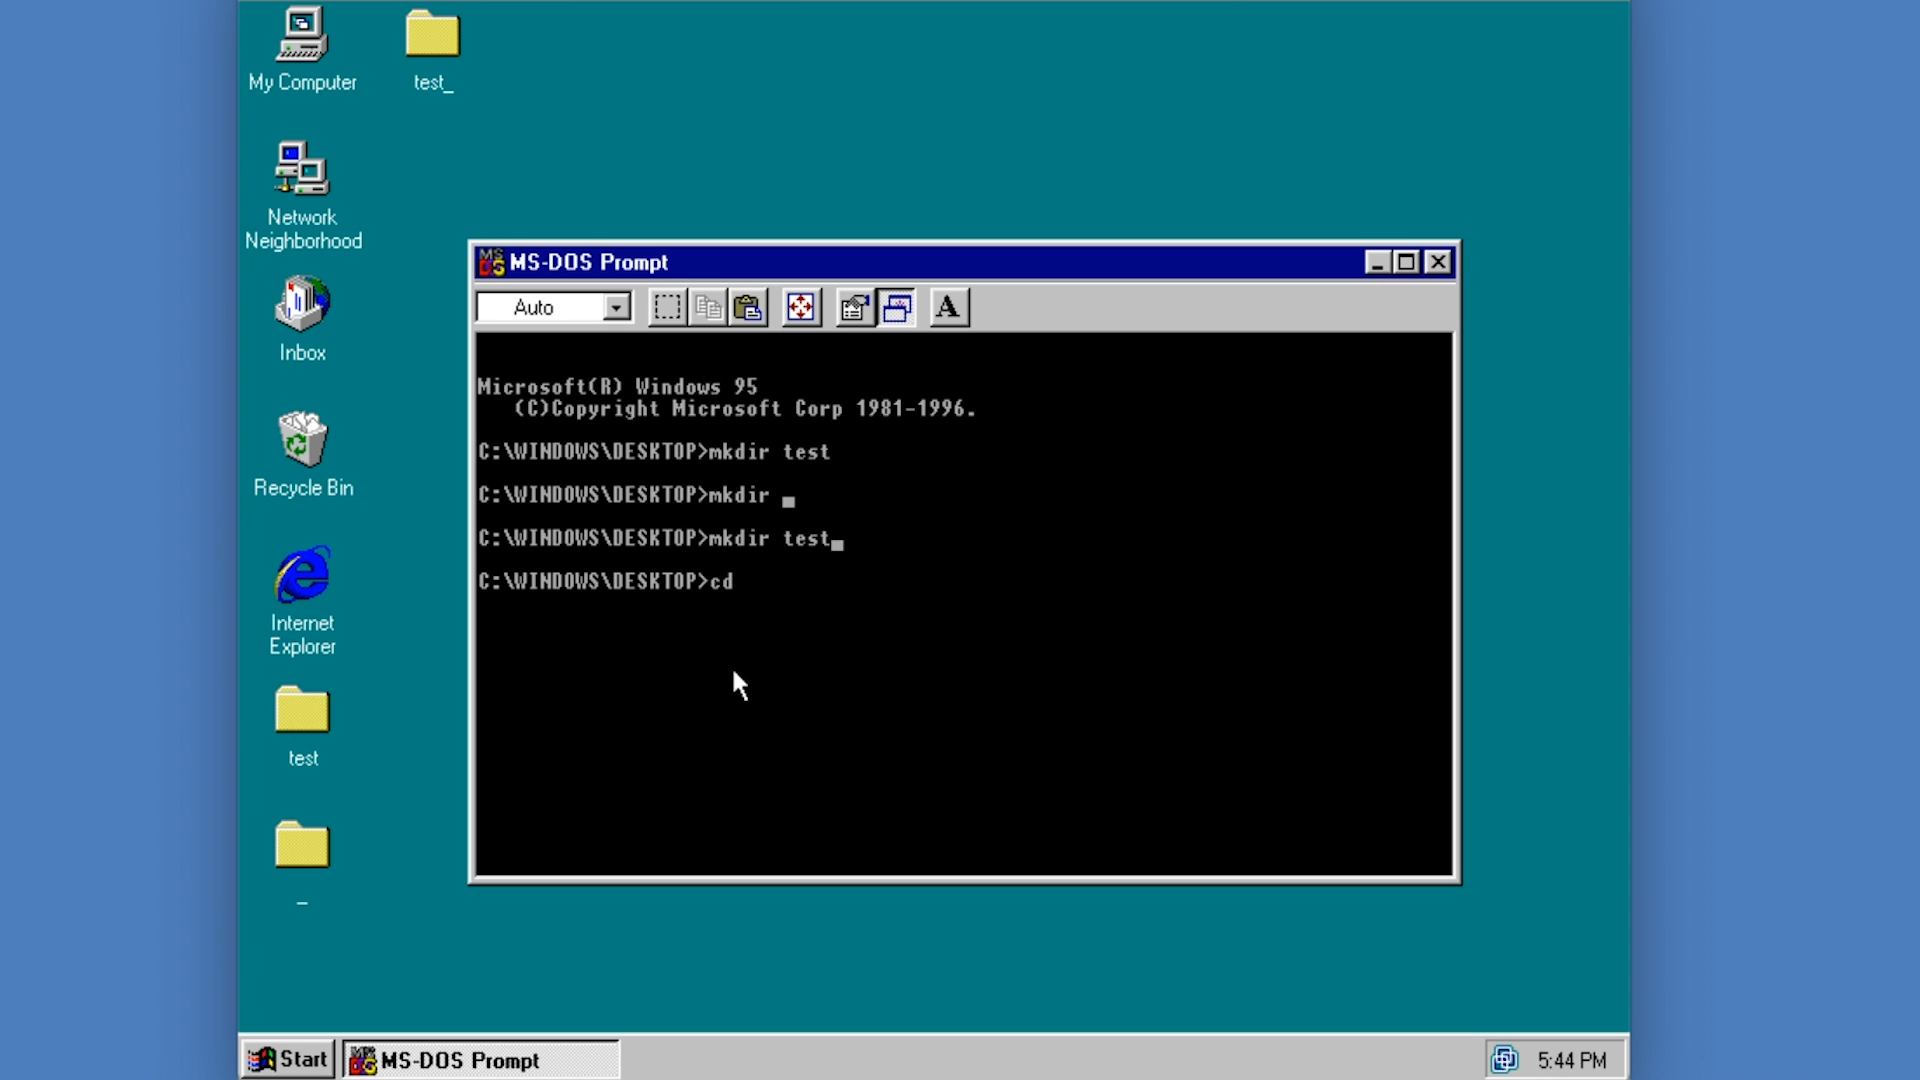 My Computer
test_
Network
Neighborhood
Inbox
Recycle Bin
Internet
Explorer
test
_
MS-DOS Prompt
Auto
A
Microsoft(R) Windows 95
(C)Copyright Microsoft Corp 1981-1996.
C:\WINDOWS\DESKTOP>mkdir test
C:\WINDOWS\DESKTOP>mkdir ▄
C:\WINDOWS\DESKTOP>mkdir test▄
C:\WINDOWS\DESKTOP>cd
Start
MS-DOS Prompt
5:44 PM